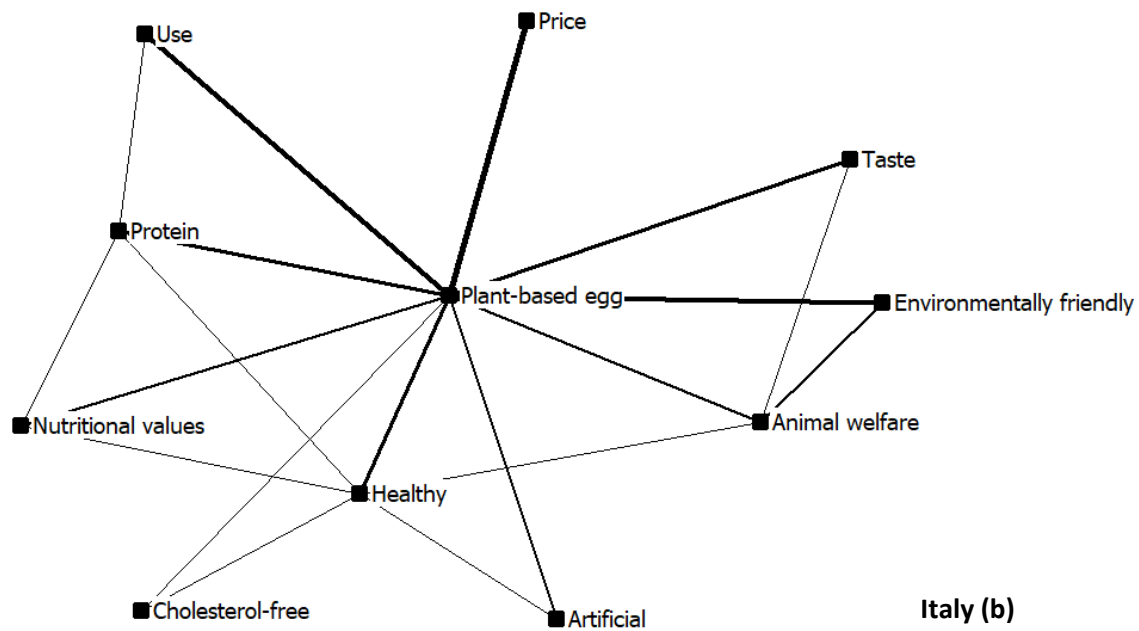 Price
Use
Taste
Protein
Plant-based egg
Environmentally friendly
Nutritional values
Animal welfare
Healthy
Cholesterol-free
Artificial
Italy (b)